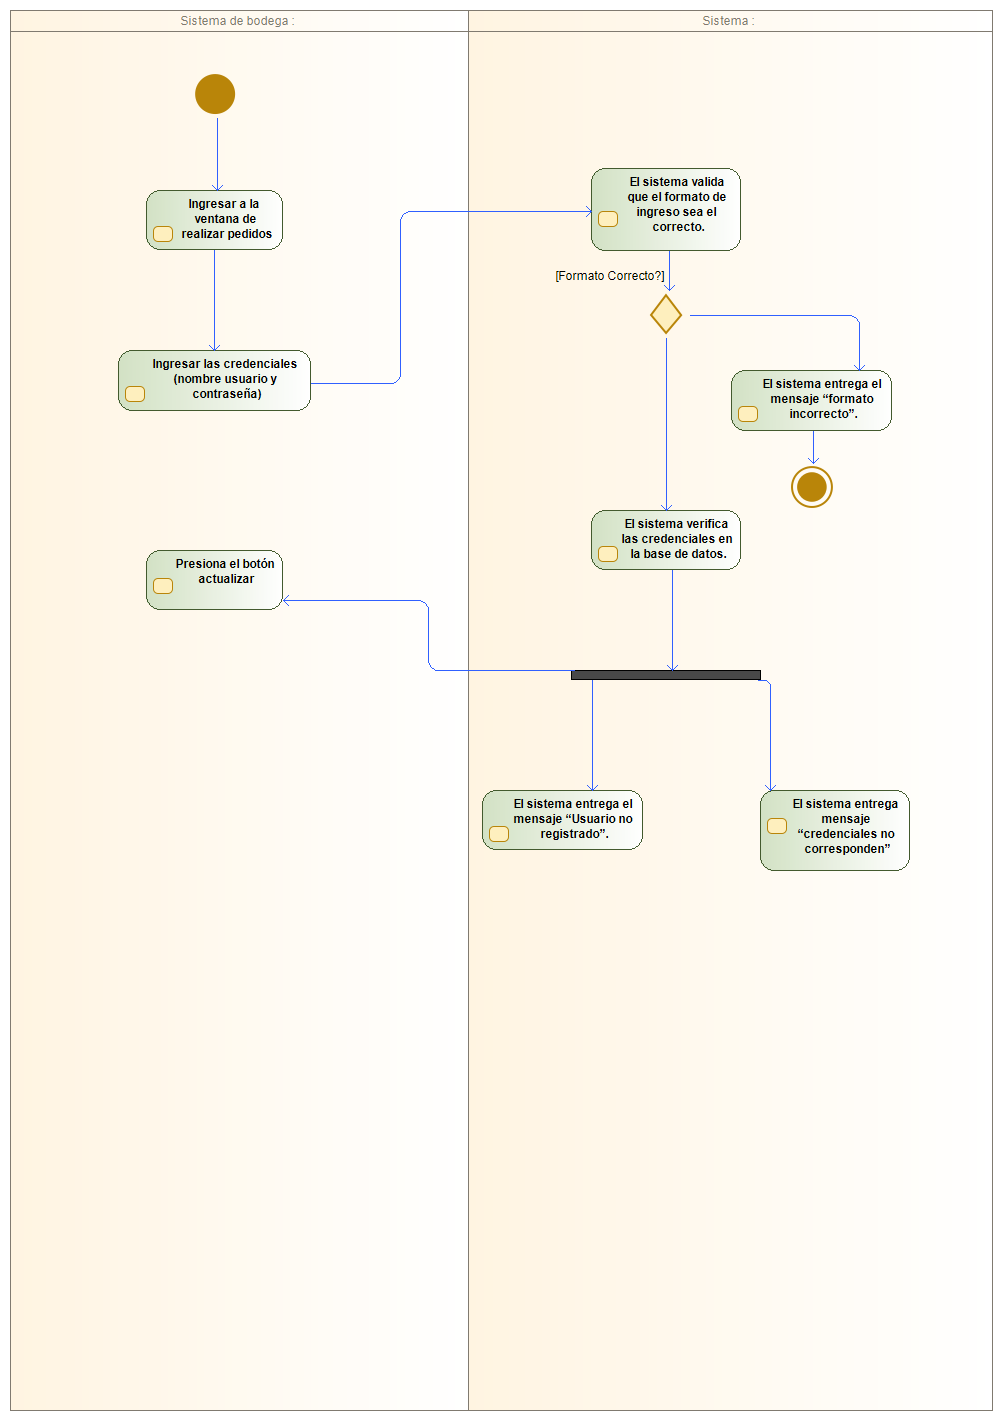 Sistema de bodega :
Sistema :
Ingresar a la
ventana de
realizar pedidos
El sistema valida
que el formato de
ingreso sea el
correcto.
[Formato Correcto?]
Ingresar las credenciales
(nombre usuario y
contraseña)
El sistema entrega el
mensaje “formato
incorrecto”.
El sistema verifica
las credenciales en
la base de datos.
Presiona el botón
actualizar
El sistema entrega el
mensaje “Usuario no
registrado”.
El sistema entrega
mensaje
“credenciales no
corresponden”